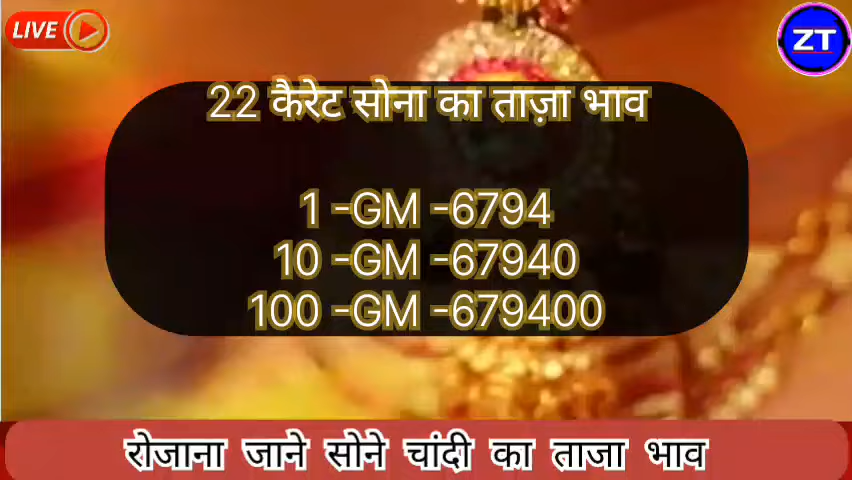 LIVE
ZT
22 कैरेट सोना का ताज़ा भाव
1 -GM -6794
10 -GM -67940
100 -GM -679400
रोजाना जाने सोने चांदी का ताजा भाव